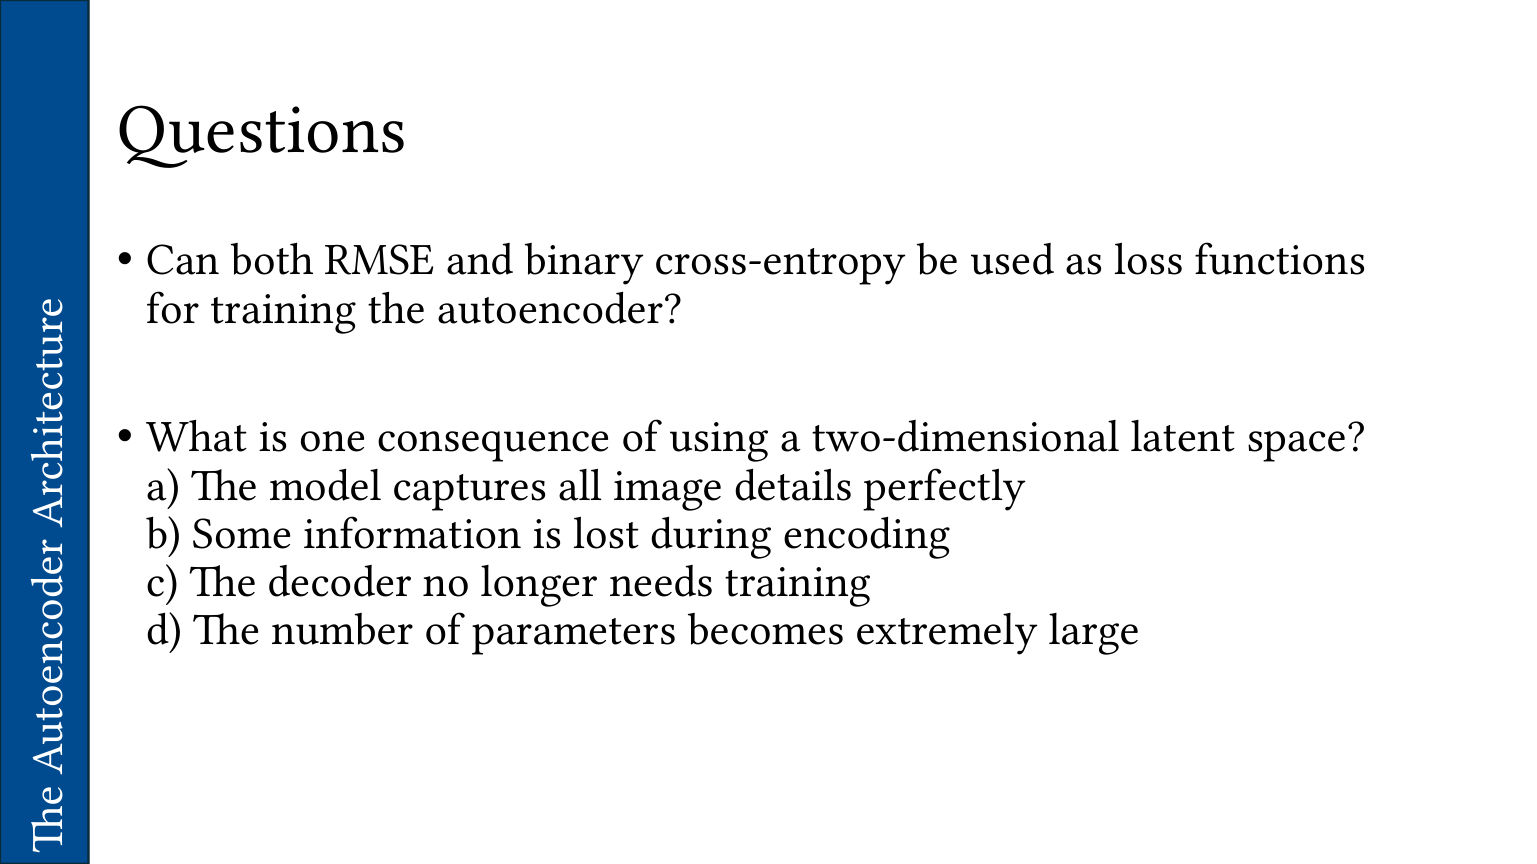 The Autoencoder Architecture
Questions
• Can both RMSE and binary cross-entropy be used as loss functions
for training the autoencoder?
• What is one consequence of using a two-dimensional latent space?
a) The model captures all image details perfectly
b) Some information is lost during encoding
c) The decoder no longer needs training
d) The number of parameters becomes extremely large